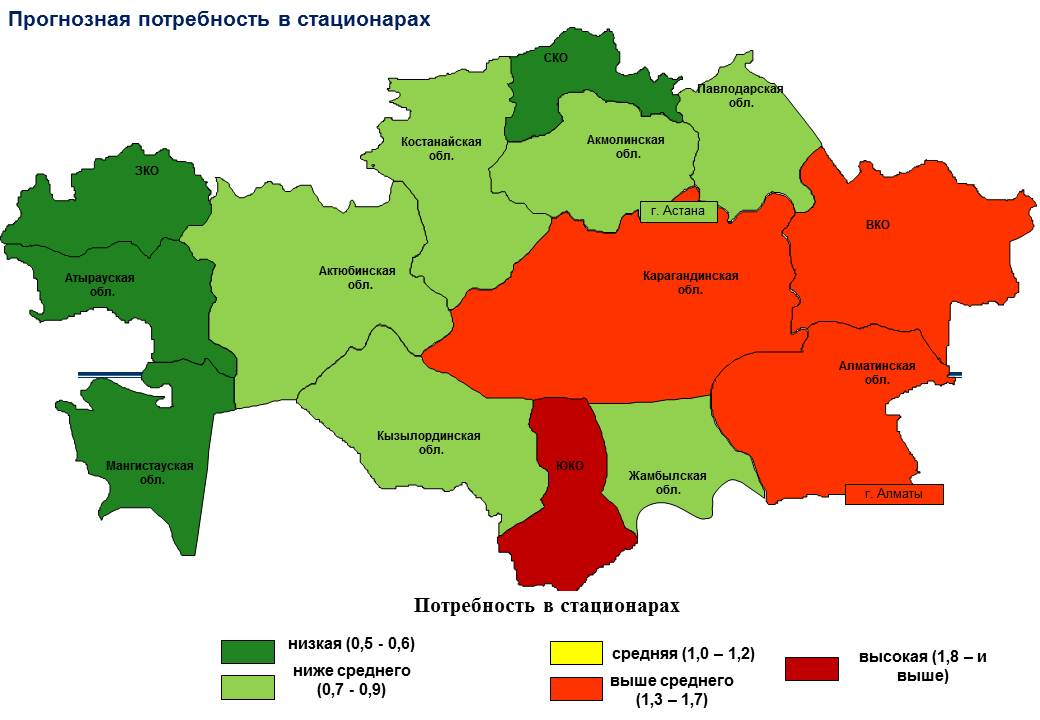 Прогнозная потребность в стационарах
СКО
Павлодарская
обл.
Костанайская
обл.
Акмолинская
обл.
ЗКО
г. Астана
ВКО
Атырауская
обл.
Актюбинская
обл.
Карагандинская
обл.
Алматинская
обл.
Кызылординская
обл.
Мангистауская
обл.
ЮКО
Жамбылская
обл.
г. Алматы
Потребность в стационарах
низкая (0,5 - 0,6)
ниже среднего
(0,7 - 0,9)
средняя (1,0 – 1,2)
выше среднего
(1,3 – 1,7)
высокая (1,8 – и
выше)